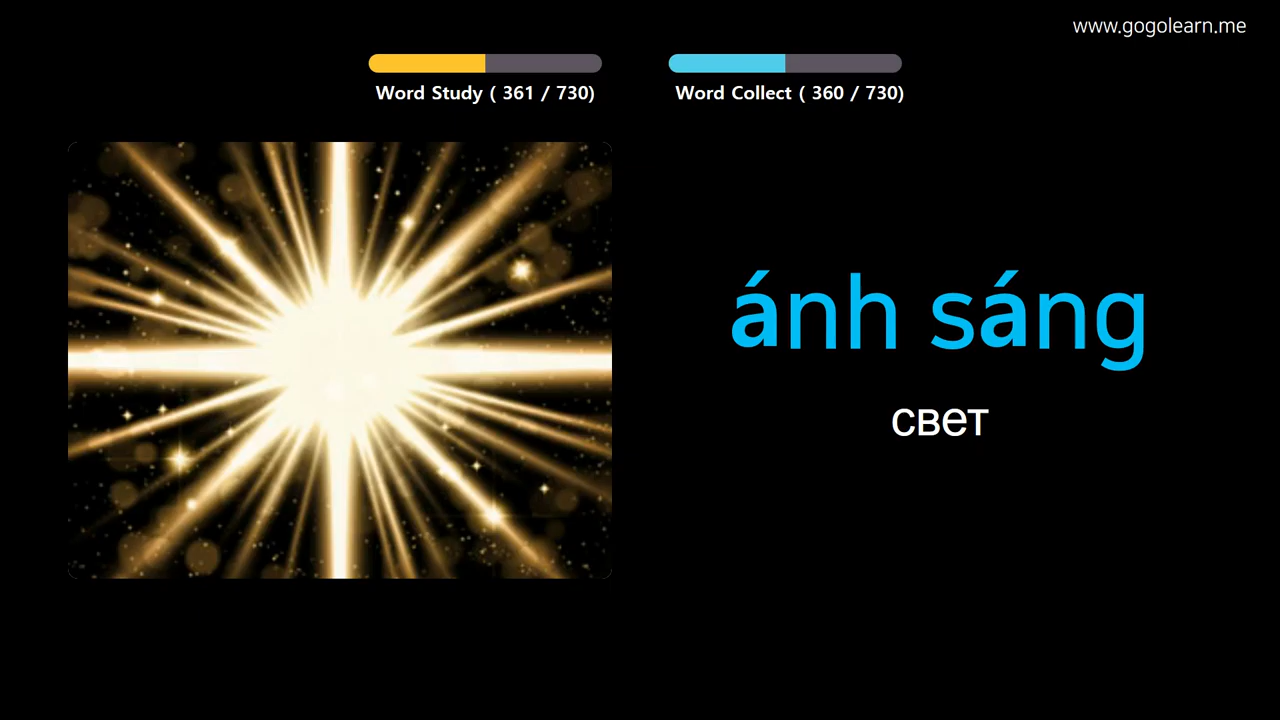 www.gogolearn.me
Word Study ( 361 / 730)
Word Collect ( 360 / 730)
ánh sáng
свет